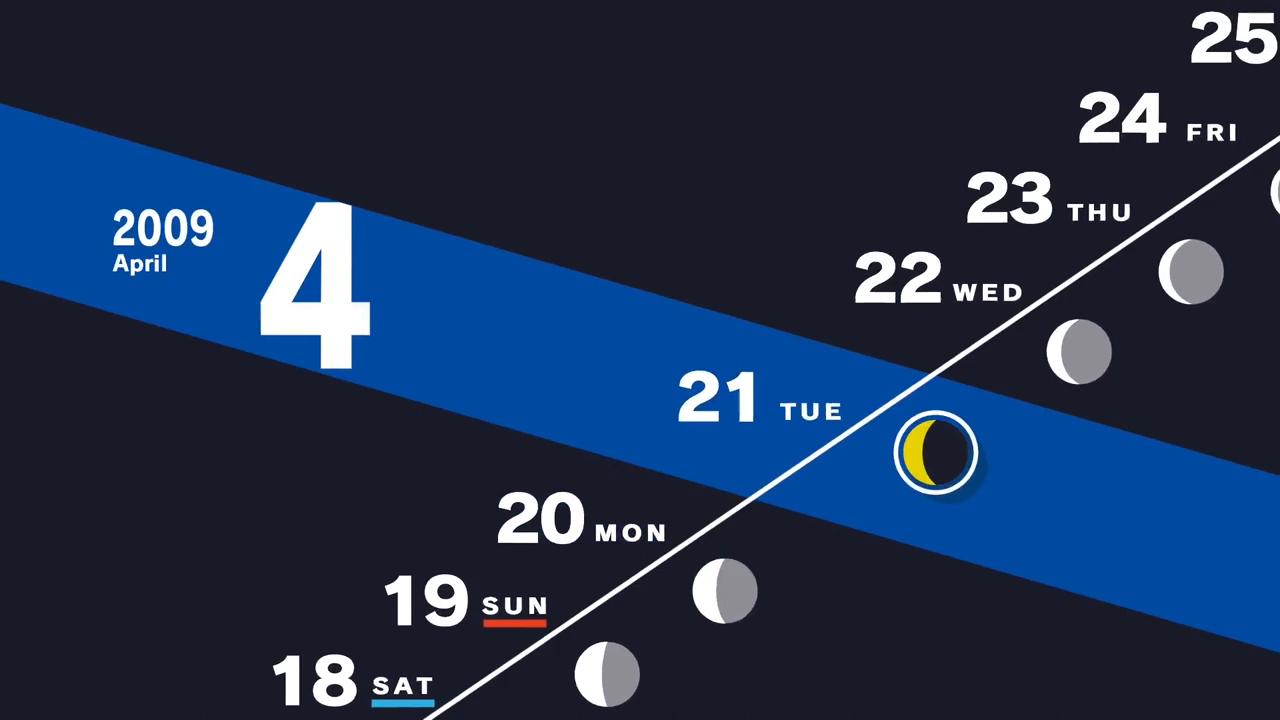 25
24 FRI
23 THU
22 WED
2009
April
4
21 TUE
20 MON
19 SUN
18 SAT